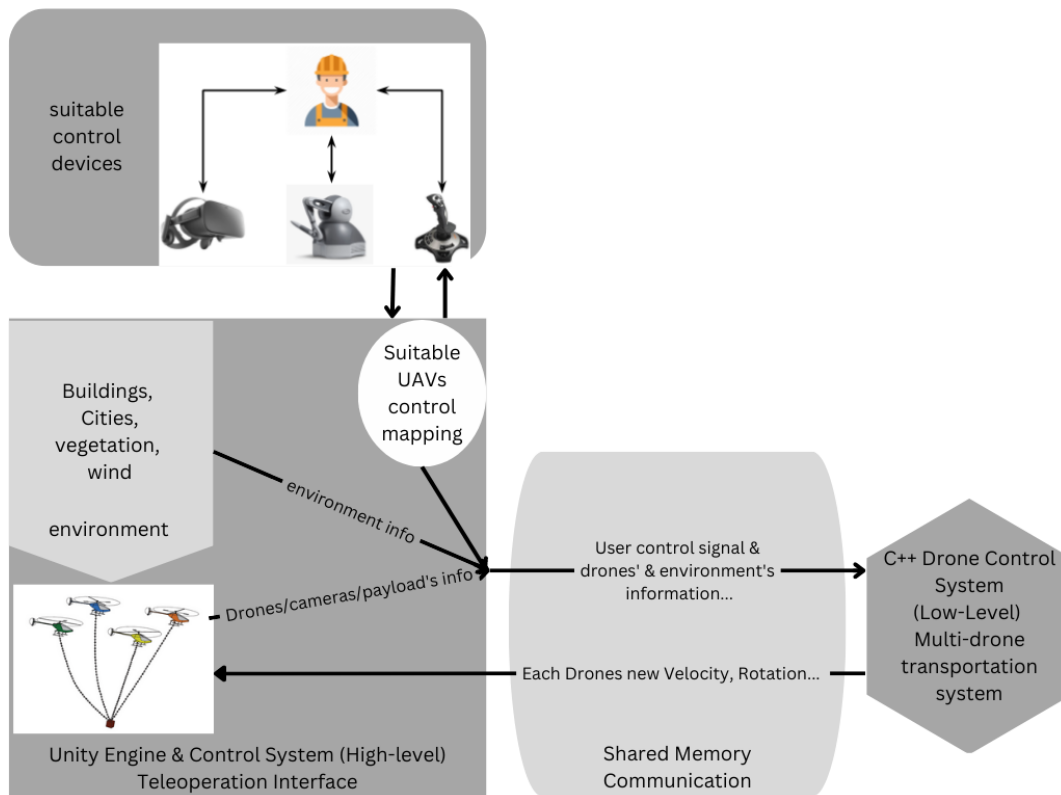 suitable
control
devices
Suitable
UAVs
control
mapping
Buildings,
Cities,
vegetation,
wind
environment
environment info
Drones/cameras/payload's info
User control signal &
drones' & environment's
information...
C++ Drone Control
System
(Low-Level)
Multi-drone
transportation
system
Each Drones new Velocity, Rotation...
Unity Engine & Control System (High-level)
Teleoperation Interface
Shared Memory
Communication